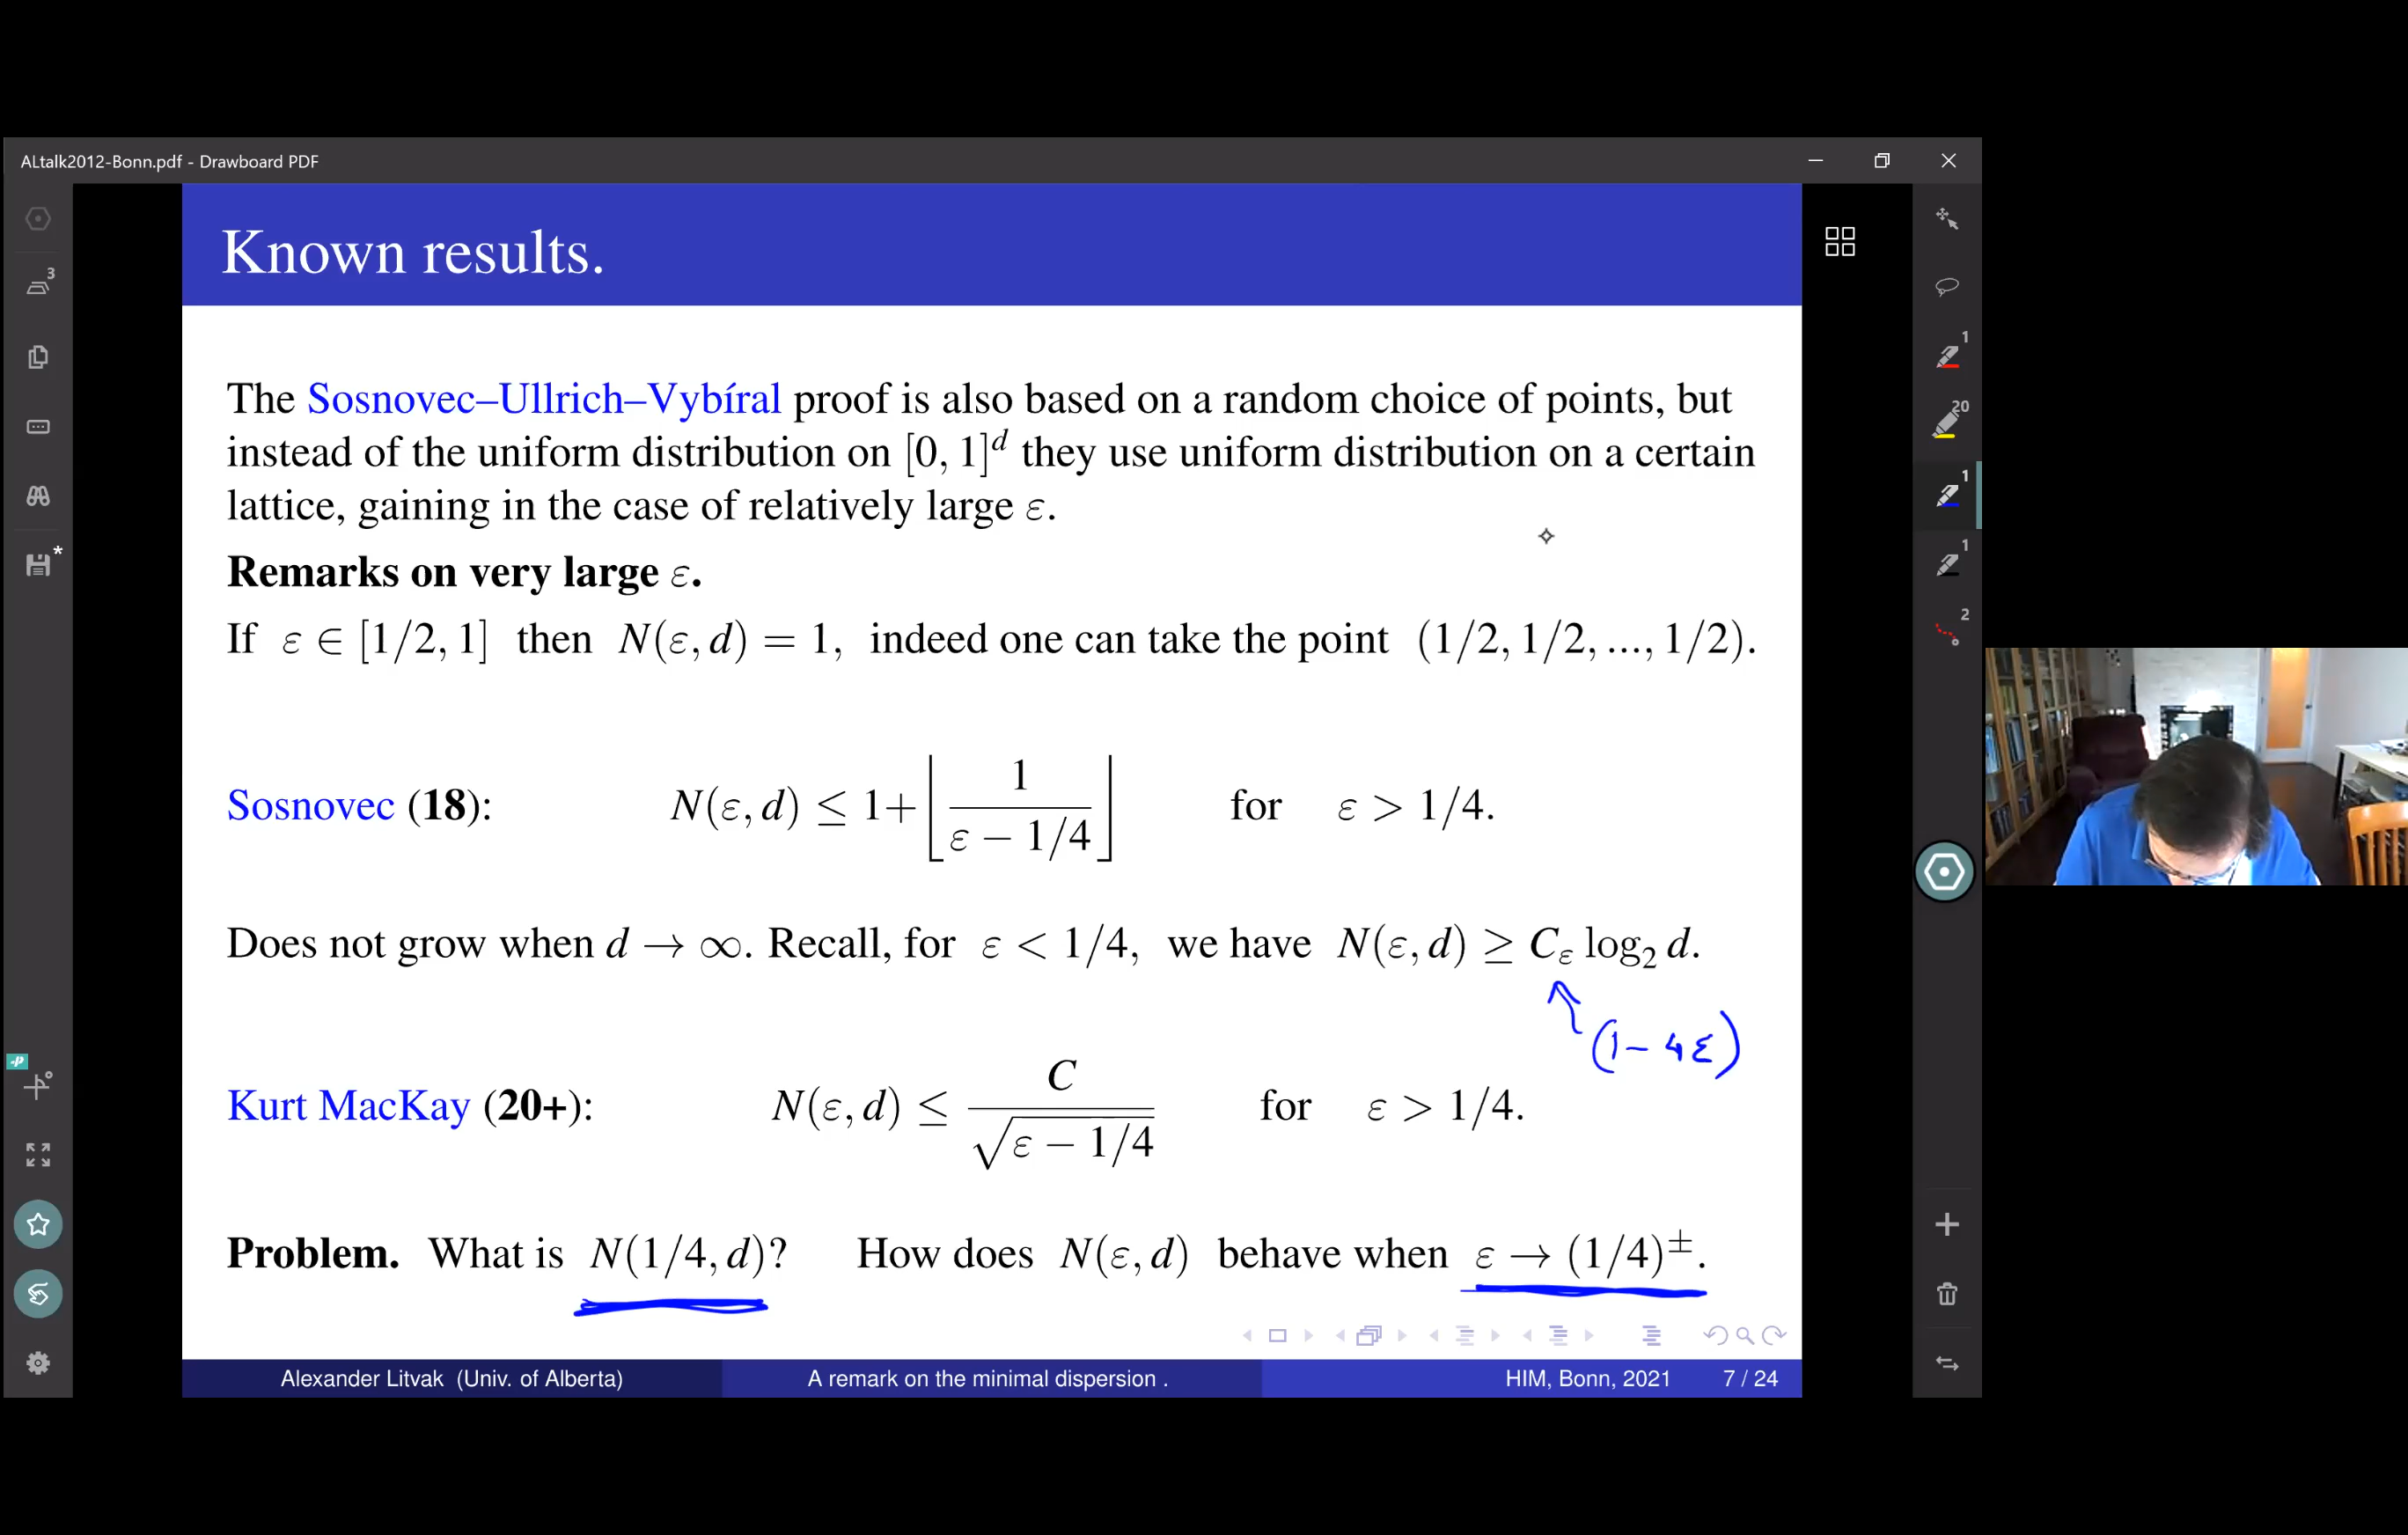 ALtalk2012-Bonn.pdf - Drawboard PDF
Known results.
The Sosnovec–Ullrich–Vybíral proof is also based on a random choice of points, but
instead of the uniform distribution on [0, 1]^d they use uniform distribution on a certain
lattice, gaining in the case of relatively large ε.
Remarks on very large ε.
If ε ∈ [1/2, 1] then N(ε, d) = 1, indeed one can take the point (1/2, 1/2, ..., 1/2).
Sosnovec (18): N(ε, d) ≤ 1+⌊1/(ε − 1/4)⌋ for ε > 1/4.
Does not grow when d → ∞. Recall, for ε < 1/4, we have N(ε, d) ≥ C_ε log_2 d.
(1 - 4ε)
Kurt MacKay (20+): N(ε, d) ≤ C/√(ε − 1/4) for ε > 1/4.
Problem. What is N(1/4, d)? How does N(ε, d) behave when ε → (1/4)^±.
Alexander Litvak (Univ. of Alberta) A remark on the minimal dispersion . HIM, Bonn, 2021 7 / 24
3
1
20
1
1
2